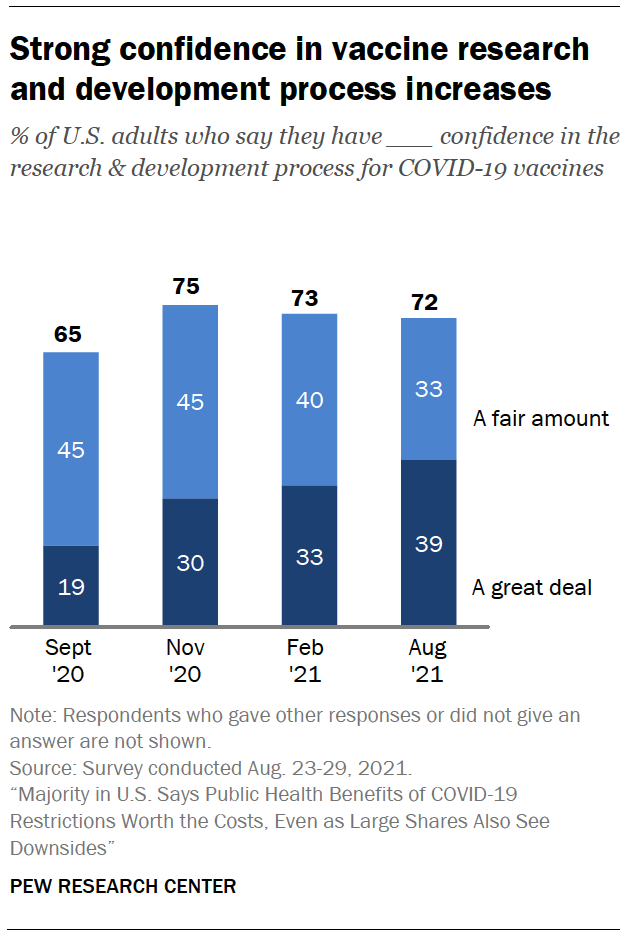 Strong confidence in vaccine research
and development process increases
% of U.S. adults who say they have ___ confidence in the
research & development process for COVID-19 vaccines
65
75
73
72
45
45
40
33
A fair amount
19
30
33
39
A great deal
Sept
'20
Nov
'20
Feb
'21
Aug
'21
Note: Respondents who gave other responses or did not give an
answer are not shown.
Source: Survey conducted Aug. 23-29, 2021.
“Majority in U.S. Says Public Health Benefits of COVID-19
Restrictions Worth the Costs, Even as Large Shares Also See
Downsides”
PEW RESEARCH CENTER